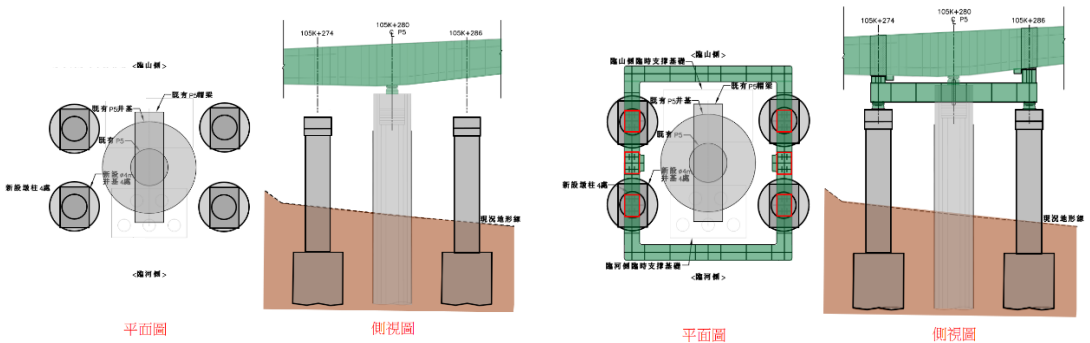 <臨山側>
既有P5帽梁
既有P5井基
既有P5
新設ø4m
井基4處
新設墩柱4處
<臨河側>
平面圖
105K+274
105K+280
℄ P5
105K+286
現況地形線
側視圖
<臨山側>
臨山側臨時支撐基礎
既有P5帽梁
既有P5井基
既有P5
新設ø4m
井基4處
新設墩柱4處
臨河側臨時支撐基礎
<臨河側>
平面圖
105K+274
105K+280
℄ P5
105K+286
現況地形線
側視圖